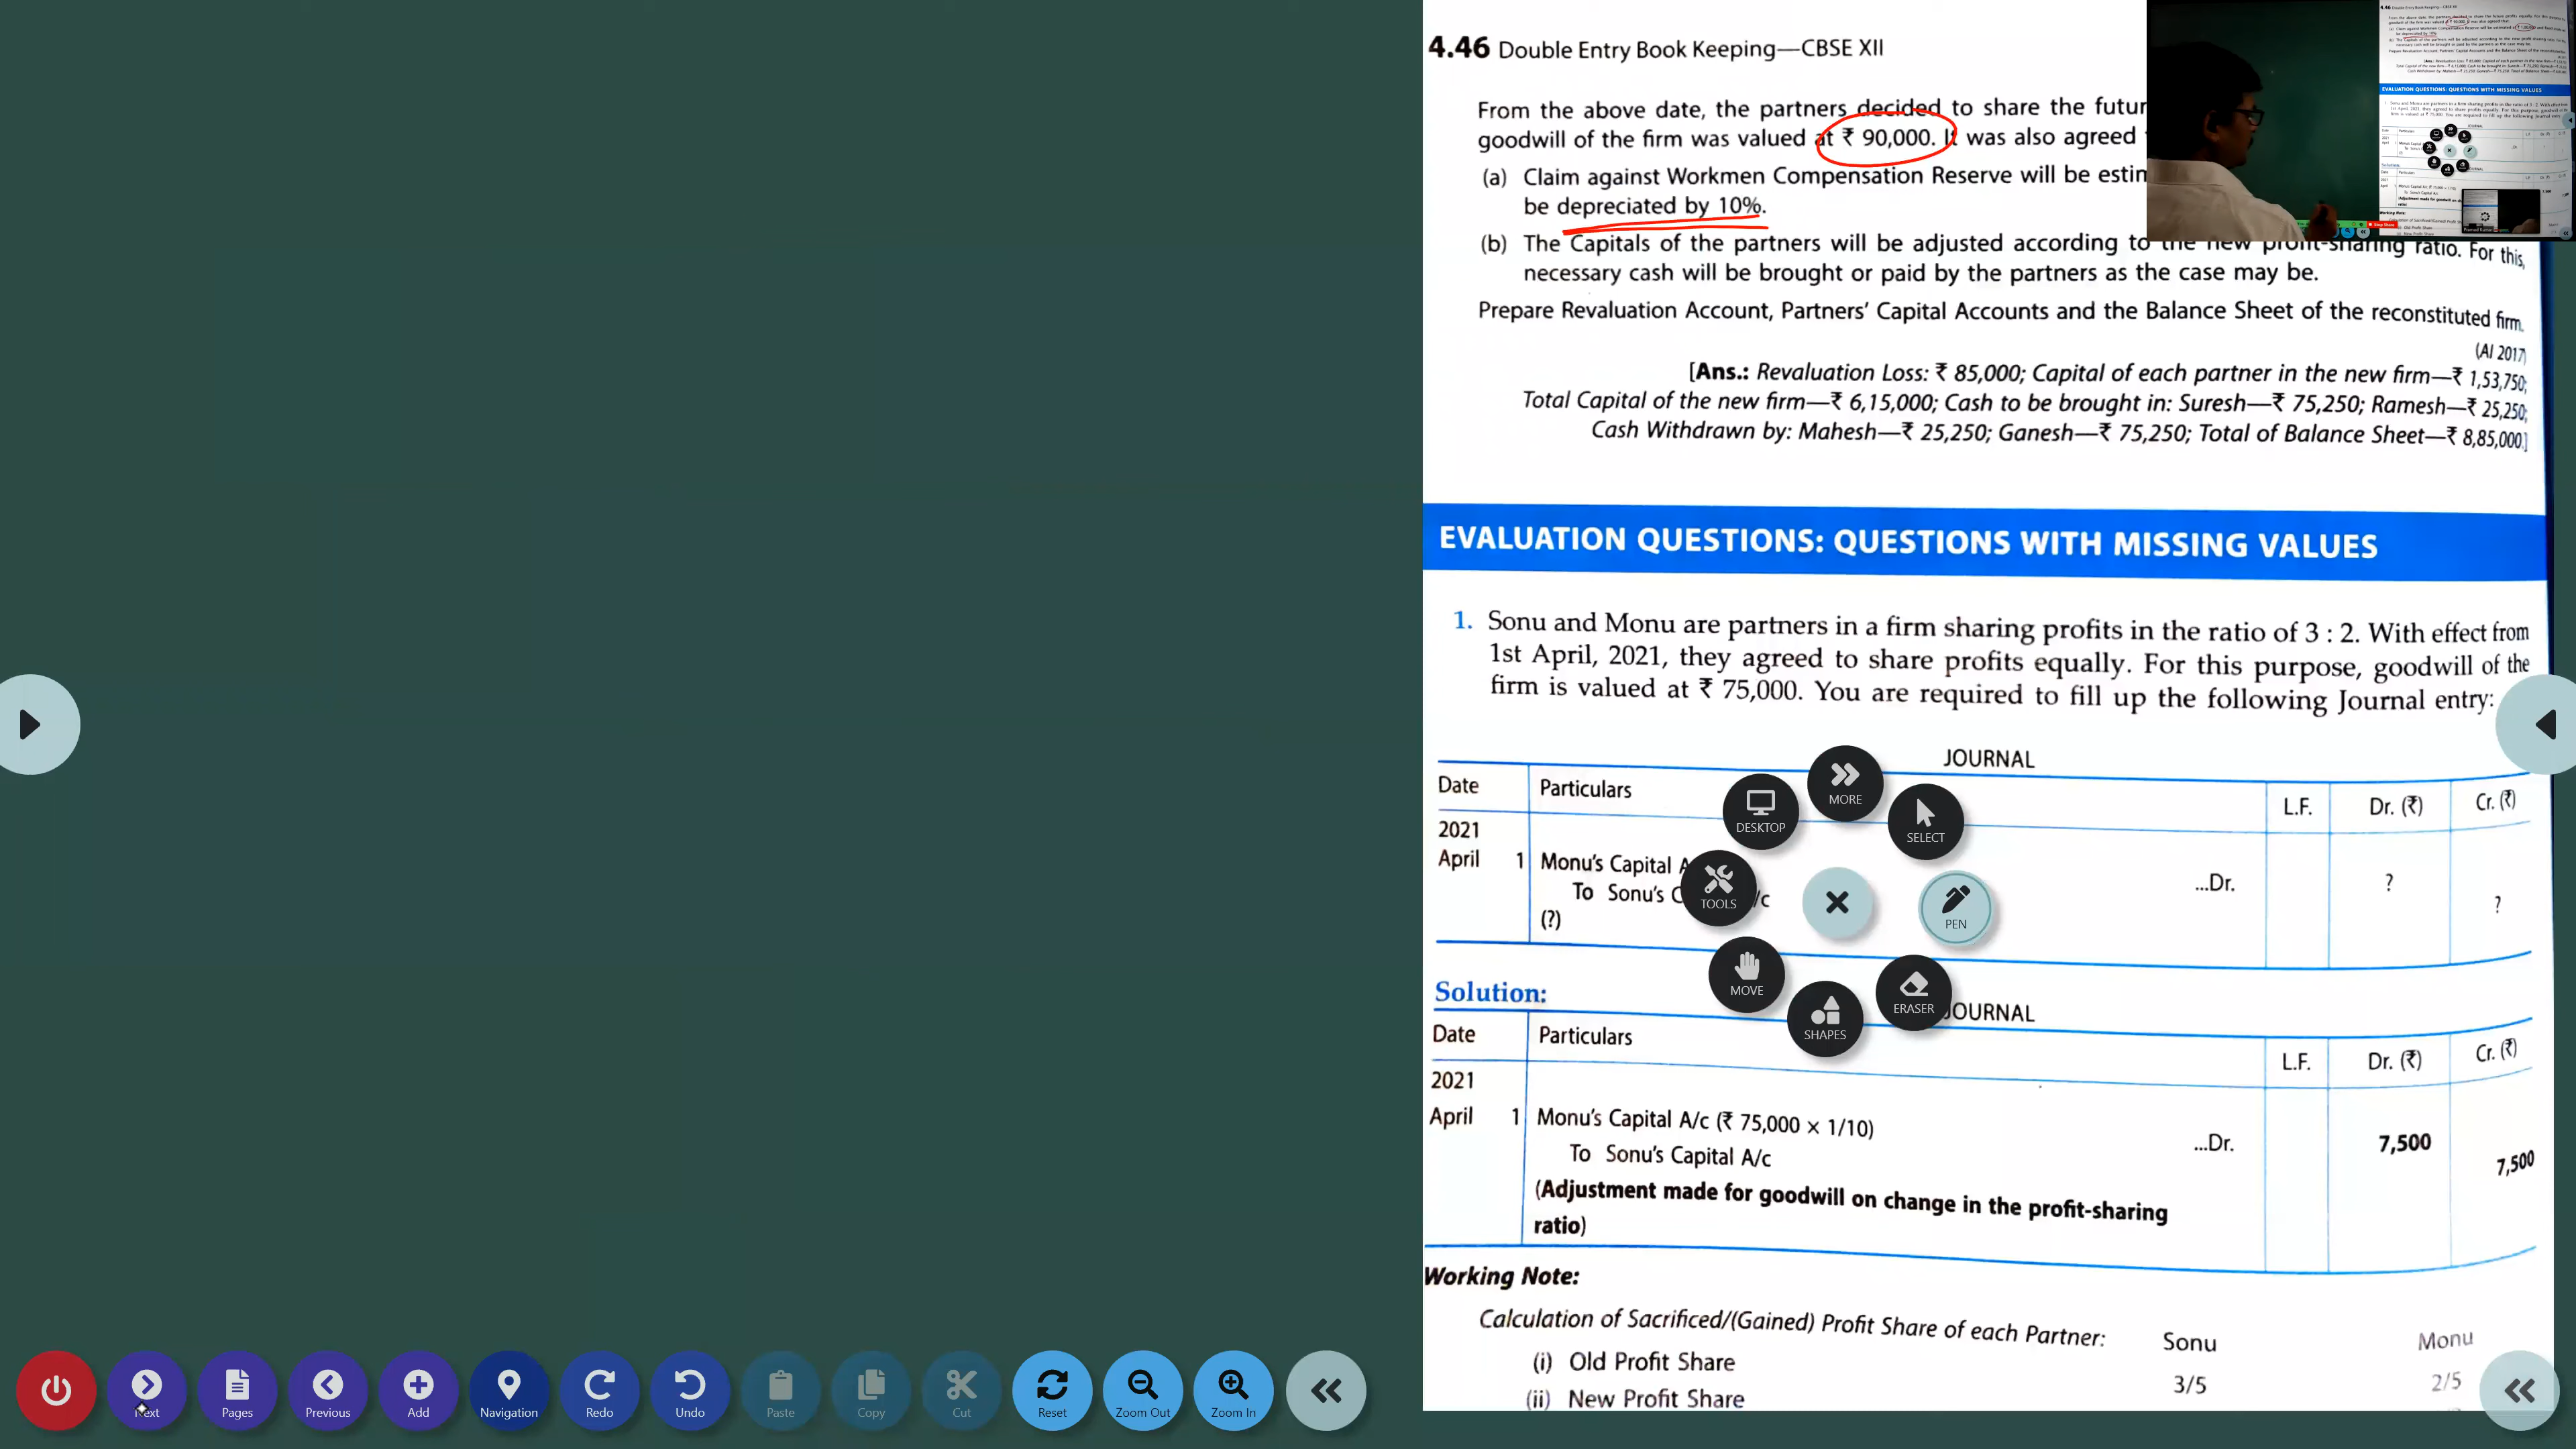 4.46 Double Entry Book Keeping—CBSE XII
From the above date, the partners decided to share the futur
goodwill of the firm was valued at ₹ 90,000. It was also agreed
(a) Claim against Workmen Compensation Reserve will be estin
be depreciated by 10%.
(b) The Capitals of the partners will be adjusted according to the new profit-sharing ratio. For this,
necessary cash will be brought or paid by the partners as the case may be.
Prepare Revaluation Account, Partners' Capital Accounts and the Balance Sheet of the reconstituted firm.
(AI 2017)
[Ans.: Revaluation Loss: ₹ 85,000; Capital of each partner in the new firm—₹ 1,53,750;
Total Capital of the new firm—₹ 6,15,000; Cash to be brought in: Suresh—₹ 75,250; Ramesh—₹ 25,250;
Cash Withdrawn by: Mahesh—₹ 25,250; Ganesh—₹ 75,250; Total of Balance Sheet—₹ 8,85,000.]
EVALUATION QUESTIONS: QUESTIONS WITH MISSING VALUES
1. Sonu and Monu are partners in a firm sharing profits in the ratio of 3 : 2. With effect from
1st April, 2021, they agreed to share profits equally. For this purpose, goodwill of the
firm is valued at ₹ 75,000. You are required to fill up the following Journal entry:
JOURNAL
Date Particulars L.F. Dr. (₹) Cr. (₹)
2021
April 1 Monu's Capital A ...Dr. ?
To Sonu's C /c ?
(?)
MORE
DESKTOP
SELECT
TOOLS
PEN
MOVE
ERASER
SHAPES
Solution:
JOURNAL
Date Particulars L.F. Dr. (₹) Cr. (₹)
2021
April 1 Monu's Capital A/c (₹ 75,000 × 1/10) ...Dr. 7,500
To Sonu's Capital A/c 7,500
(Adjustment made for goodwill on change in the profit-sharing
ratio)
Working Note:
Calculation of Sacrificed/(Gained) Profit Share of each Partner: Sonu Monu
(i) Old Profit Share 3/5 2/5
(ii) New Profit Share
Next Pages Previous Add Navigation Redo Undo Paste Copy Cut Reset Zoom Out Zoom In